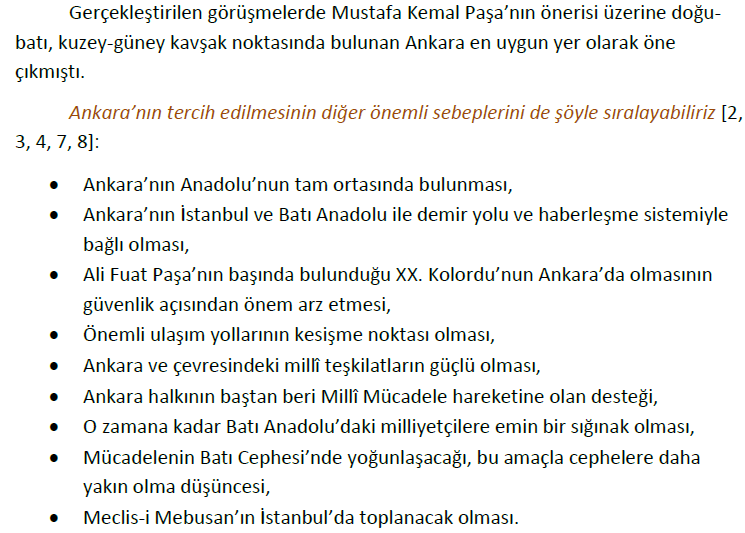 Gerçekleştirilen görüşmelerde Mustafa Kemal Paşa’nın önerisi üzerine doğu-
batı, kuzey-güney kavşak noktasında bulunan Ankara en uygun yer olarak öne
çıkmıştı.
Ankara’nın tercih edilmesinin diğer önemli sebeplerini de şöyle sıralayabiliriz [2,
3, 4, 7, 8]:
• Ankara’nın Anadolu’nun tam ortasında bulunması,
• Ankara’nın İstanbul ve Batı Anadolu ile demir yolu ve haberleşme sistemiyle
bağlı olması,
• Ali Fuat Paşa’nın başında bulunduğu XX. Kolordu’nun Ankara’da olmasının
güvenlik açısından önem arz etmesi,
• Önemli ulaşım yollarının kesişme noktası olması,
• Ankara ve çevresindeki millî teşkilatların güçlü olması,
• Ankara halkının baştan beri Millî Mücadele hareketine olan desteği,
• O zamana kadar Batı Anadolu’daki milliyetçilere emin bir sığınak olması,
• Mücadelenin Batı Cephesi’nde yoğunlaşacağı, bu amaçla cephelere daha
yakın olma düşüncesi,
• Meclis-i Mebusan’ın İstanbul’da toplanacak olması.